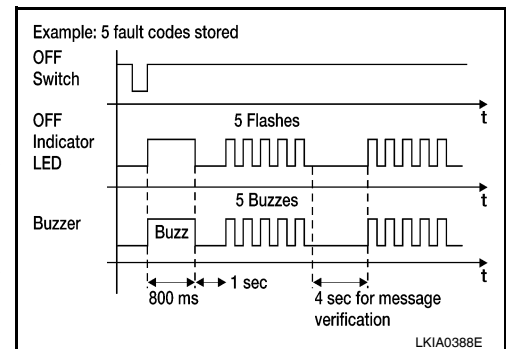 Example: 5 fault codes stored
OFF
Switch
t
OFF
Indicator
LED
5 Flashes
t
5 Buzzes
Buzzer
Buzz
t
1 sec
800 ms
4 sec for message
verification
LKIA0388E